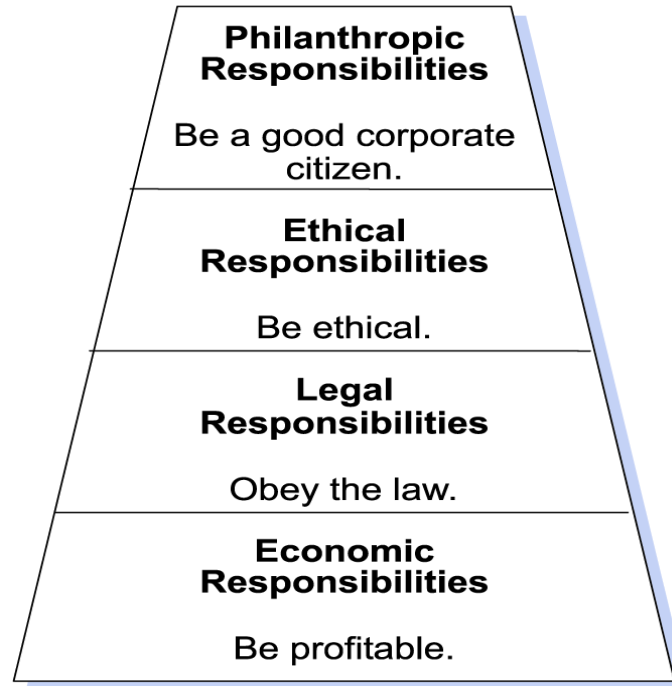 Philanthropic
Responsibilities
Be a good corporate
citizen.
Ethical
Responsibilities
Be ethical.
Legal
Responsibilities
Obey the law.
Economic
Responsibilities
Be profitable.